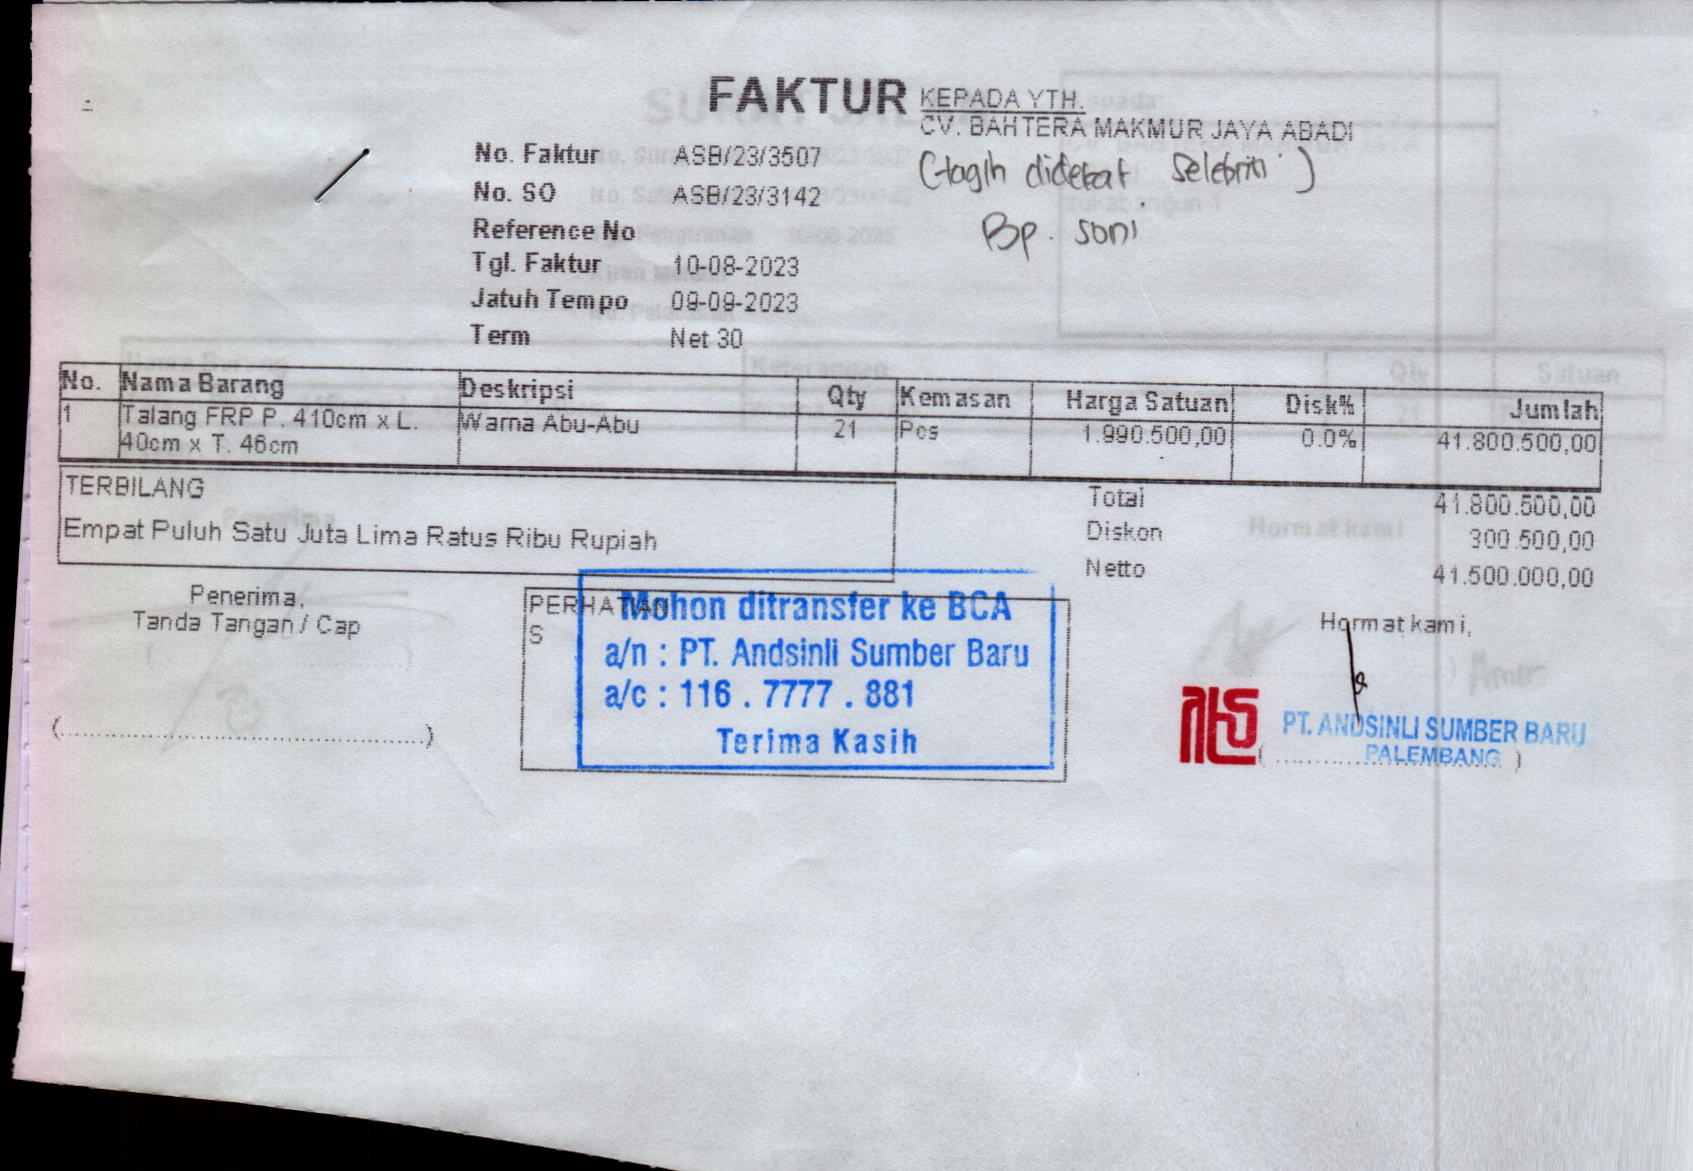 FAKTUR
KEPADA YTH.
CV. BAHTERA MAKMUR JAYA ABADI
(tagih didekat Selebriti)
Bp. Soni
No. Faktur ASB/23/3507
No. SO ASB/23/3142
Reference No
Tgl. Faktur 10-08-2023
Jatuh Tempo 09-09-2023
Term Net 30
No. Nama Barang Deskripsi Qty Kemasan Harga Satuan Disk% Jumlah
1 Talang FRP P. 410cm x L. Warna Abu-Abu 21 Pcs 1.990.500,00 0.0% 41.800.500,00
40cm x T. 46cm
TERBILANG
Empat Puluh Satu Juta Lima Ratus Ribu Rupiah
Total 41.800.500,00
Diskon 300.500,00
Netto 41.500.000,00
Penerima,
Tanda Tangan / Cap
(........................................)
PERHATIAN
S
Mohon ditransfer ke BCA
a/n : PT. Andsinli Sumber Baru
a/c : 116 . 7777 . 881
Terima Kasih
Hormat kami,
PT. ANDSINLI SUMBER BARU
PALEMBANG